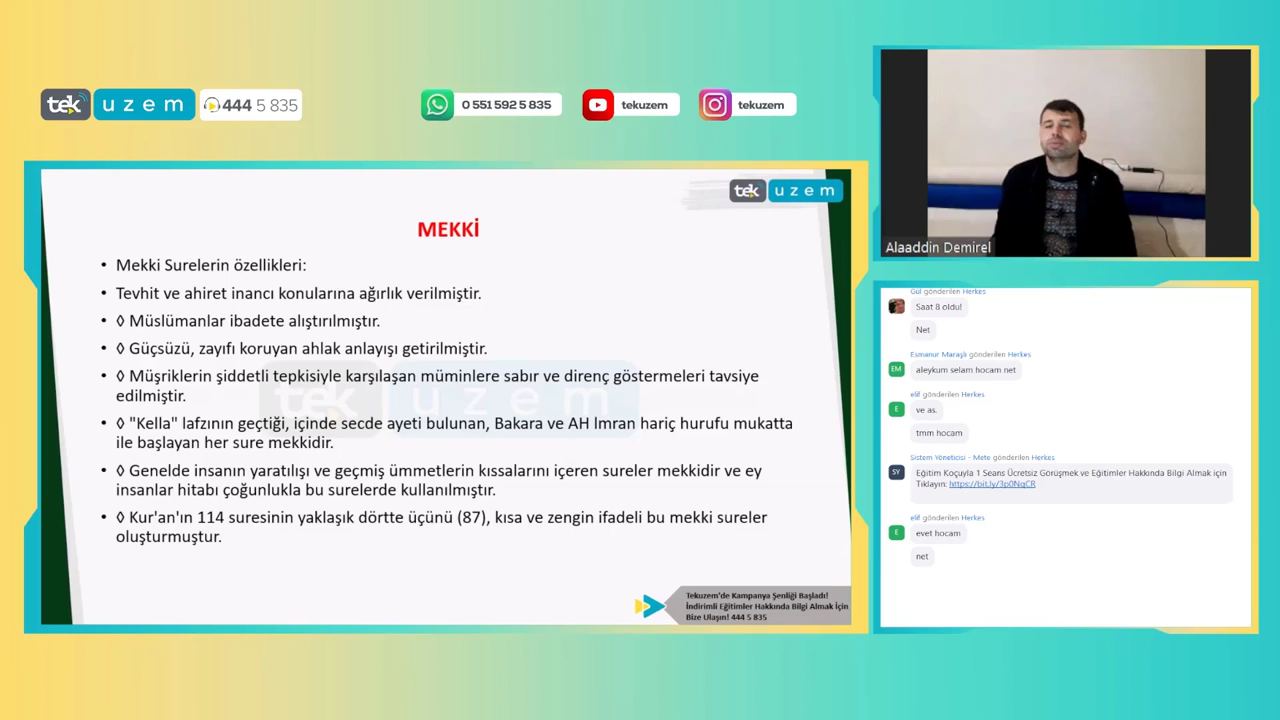 tek uzem 444 5 835
0 551 592 5 835
tekuzem
tekuzem
tek uzem
MEKKİ
• Mekki Surelerin özellikleri:
• Tevhit ve ahiret inancı konularına ağırlık verilmiştir.
• ◊ Müslümanlar ibadete alıştırılmıştır.
• ◊ Güçsüzü, zayıfı koruyan ahlak anlayışı getirilmiştir.
• ◊ Müşriklerin şiddetli tepkisiyle karşılaşan müminlere sabır ve direnç göstermeleri tavsiye
edilmiştir.
• ◊ "Kella" lafzının geçtiği, içinde secde ayeti bulunan, Bakara ve AH Imran hariç hurufu mukatta
ile başlayan her sure mekkidir.
• ◊ Genelde insanın yaratılışı ve geçmiş ümmetlerin kıssalarını içeren sureler mekkidir ve ey
insanlar hitabı çoğunlukla bu surelerde kullanılmıştır.
• ◊ Kur'an'ın 114 suresinin yaklaşık dörtte üçünü (87), kısa ve zengin ifadeli bu mekki sureler
oluşturmuştur.
tek uzem
Tekuzem'de Kampanya Şenliği Başladı!
İndirimli Eğitimler Hakkında Bilgi Almak İçin
Bize Ulaşın! 444 5 835
Alaaddin Demirel
Gül gönderilen Herkes
Saat 8 oldu!
Net
Esmanur Maraşlı gönderilen Herkes
EM
aleykum selam hocam net
elif gönderilen Herkes
E
ve as.
tmm hocam
Sistem Yöneticisi - Mete gönderilen Herkes
SY
Eğitim Koçuyla 1 Seans Ücretsiz Görüşmek ve Eğitimler Hakkında Bilgi Almak için
Tıklayın: https://bit.ly/3p0NqCR
elif gönderilen Herkes
E
evet hocam
net